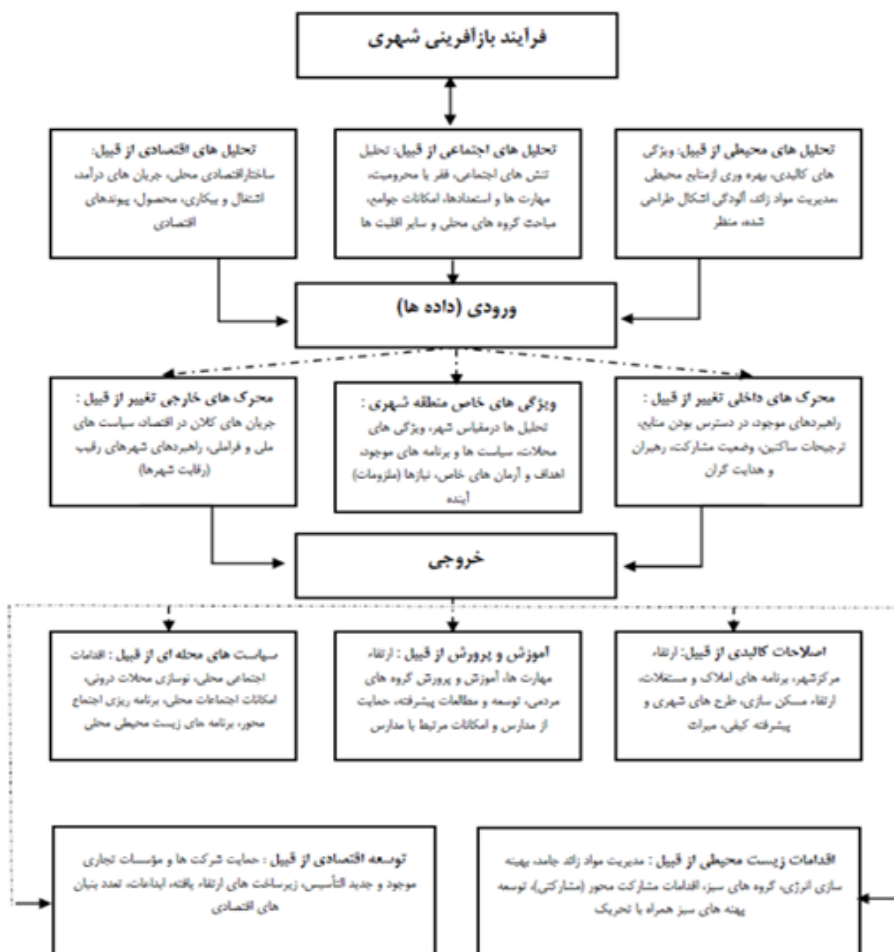 فرآیند بازآفرینی شهری
تحلیل های محیطی از قبیل: ویژگی
های کالبدی، بهره وری ازمنابع محیطی
،مدیریت مواد زائد، آلودگی اشکال طراحی
شده، منظر
تحلیل های اجتماعی از قبیل: تحلیل
تنش های اجتماعی، فقر یا محرومیت،
مهارت ها و استعدادها، امکانات جوامع،
مباحث گروه های محلی و سایر اقلیت ها
تحلیل های اقتصادی از قبیل:
ساختاراقتصادی محلی، جریان های درآمد،
اشتغال و بیکاری، محصول، پیوندهای
اقتصادی
ورودی (داده ها)
محرک های داخلی تغییر از قبیل :
راهبردهای موجود، در دسترس بودن منابع،
ترجیحات ساکنین، وضعیت مشارکت، رهبران
و هدایت گران
ویژگی های خاص منطقه شهری :
تحلیل ها درمقیاس شهر، ویژگی های
محلات، سیاست ها و برنامه های موجود،
اهداف و آرمان های خاص، نیازها (ملزومات)
آینده
محرک های خارجی تغییر از قبیل :
جریان های کلان در اقتصاد، سیاست های
ملی و فراملی، راهبردهای شهرهای رقیب
(رقابت شهرها)
خروجی
اصلاحات کالبدی از قبیل: ارتقاء
مرکزشهر، برنامه های املاک و مستغلات،
ارتقاء مسکن سازی، طرح های شهری و
پیشرفته کیفی، میراث
آموزش و پرورش از قبیل : ارتقاء
مهارت ها، آموزش و پرورش گروه های
مردمی، توسعه و مطالعات پیشرفته، حمایت
از مدارس و امکانات مرتبط با مدارس
سیاست های محله ای از قبیل : اقدامات
اجتماعی محلی، نوسازی محلات درونی،
امکانات اجتماعات محلی، برنامه ریزی اجتماع
محور، برنامه های زیست محیطی محلی
اقدامات زیست محیطی از قبیل : مدیریت مواد زائد جامد، بهینه
سازی انرژی، گروه های سبز، اقدامات مشارکت محور (مشارکتی)، توسعه
پهنه های سبز همراه با تحریک
توسعه اقتصادی از قبیل : حمایت شرکت ها و مؤسسات تجاری
موجود و جدید التأسیس، زیرساخت های ارتقاء یافته، ابداعات، تعدد بنیان
های اقتصادی